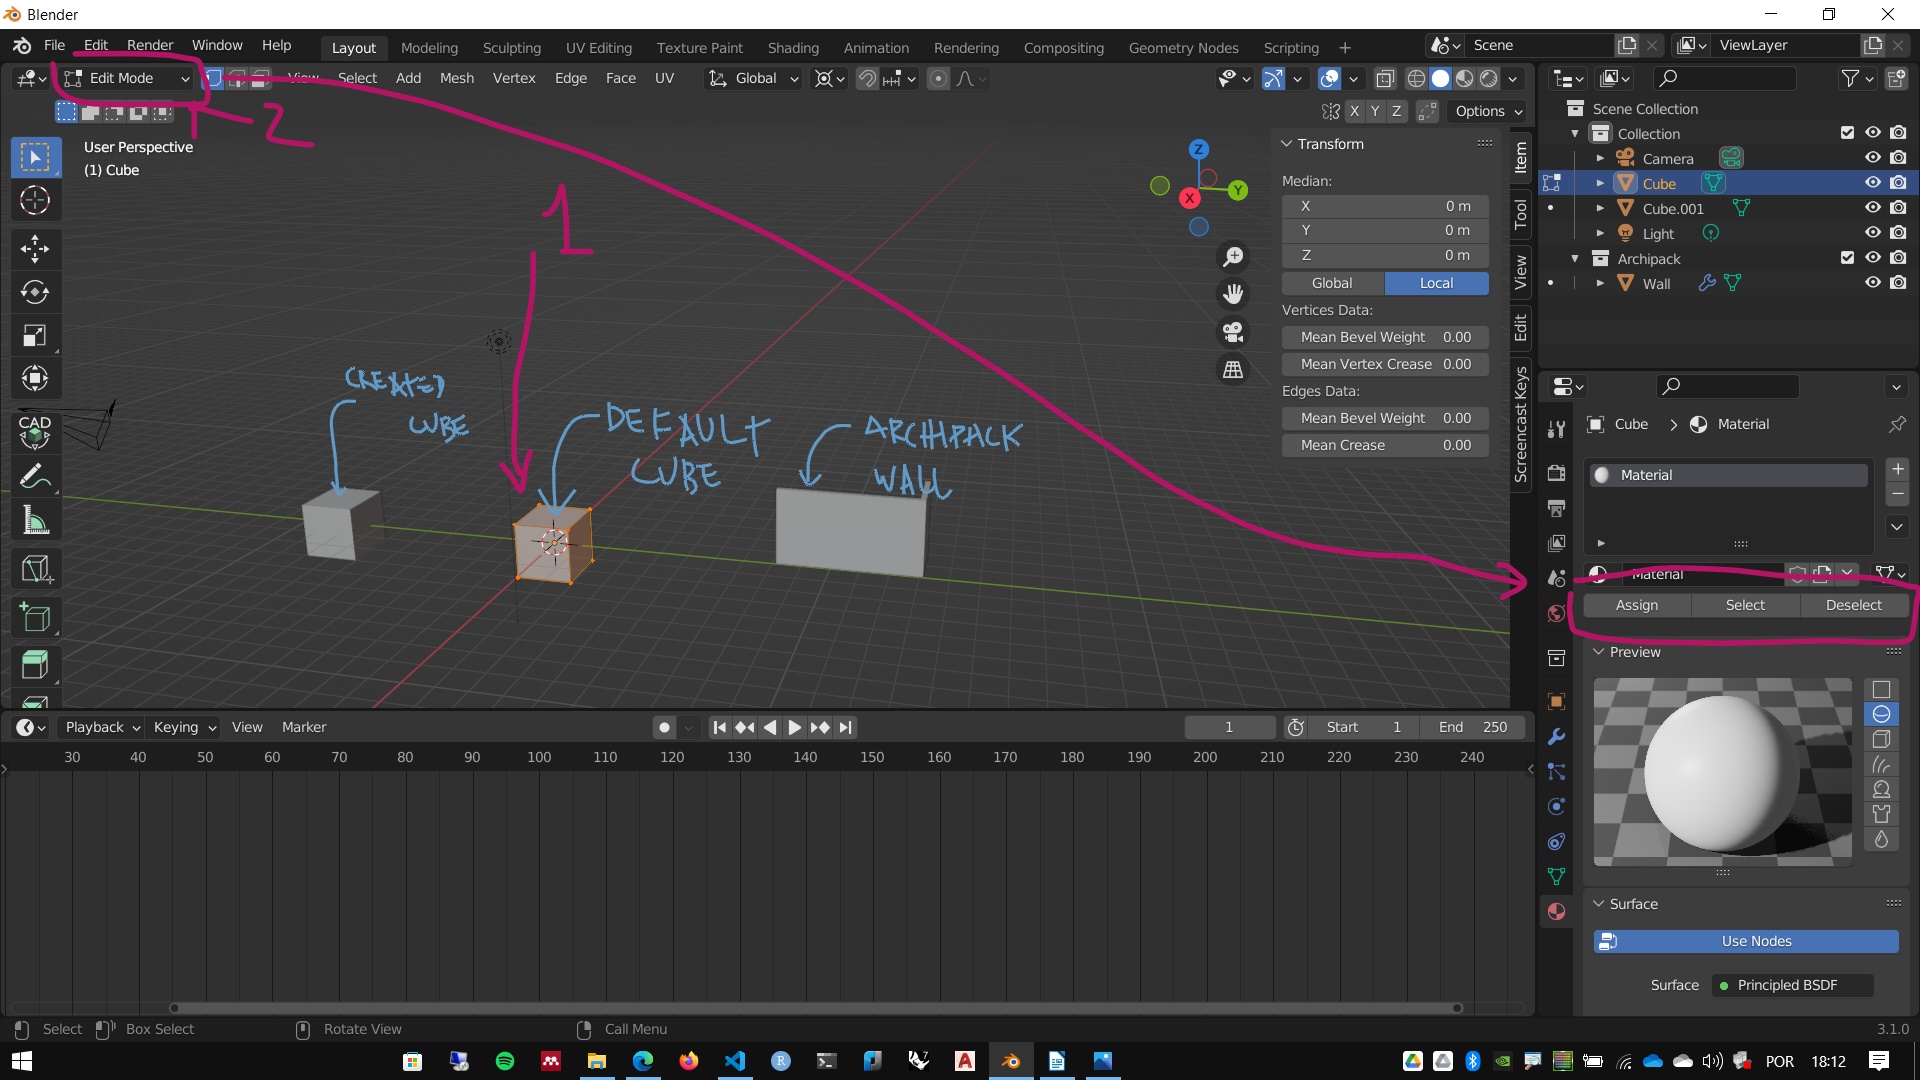 Blender
File Edit Render Window Help Layout Modeling Sculpting UV Editing Texture Paint Shading Animation Rendering Compositing Geometry Nodes Scripting + Scene ViewLayer
Edit Mode View Select Add Mesh Vertex Edge Face UV Global
X Y Z Options
2
User Perspective
(1) Cube
1
Z
Y
X
Transform
Median:
X 0 m
Y 0 m
Z 0 m
Global Local
Vertices Data:
Mean Bevel Weight 0.00
Mean Vertex Crease 0.00
Edges Data:
Mean Bevel Weight 0.00
Mean Crease 0.00
Item
Tool
View
Edit
Screencast Keys
CREATED
CUBE
DEFAULT
CUBE
ARCHIPACK
WALL
CAD
Scene Collection
Collection
Camera
Cube
Cube.001
Light
Archipack
Wall
Cube > Material
Material
Material
Assign Select Deselect
Preview
Surface
Use Nodes
Surface Principled BSDF
Playback Keying View Marker 1 Start 1 End 250
30 40 50 60 70 80 90 100 110 120 130 140 150 160 170 180 190 200 210 220 230 240
Select Box Select Rotate View Call Menu 3.1.0
R 7 A POR 18:12